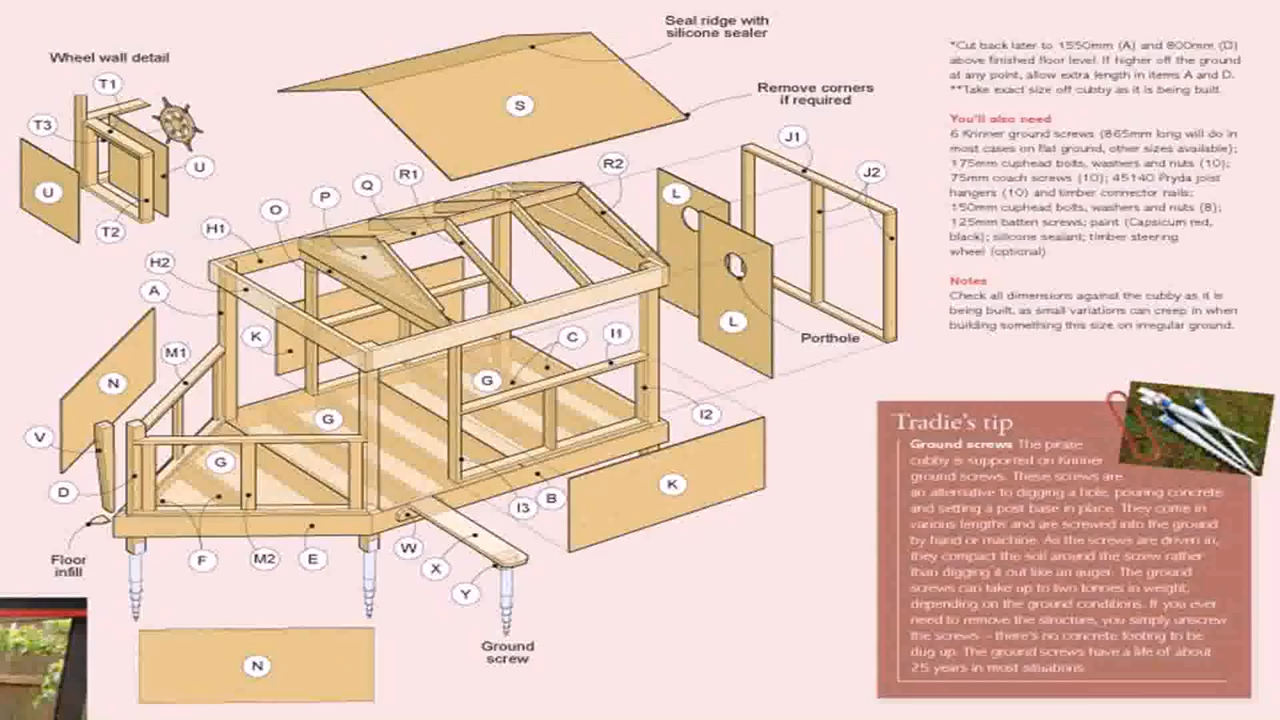 Wheel wall detail
T1
T3
U
U
T2
Seal ridge with
silicone sealer
S
Remove corners
if required
J1
J2
R2
L
L
Porthole
R1
Q
P
O
H1
H2
A
K
M1
N
V
D
G
G
G
C
I1
I2
K
B
I3
Floor
infill
F
M2
E
W
X
Y
Ground
screw
N
*Cut back later to 1550mm (A) and 800mm (D)
above finished floor level. If higher off the ground
at any point, allow extra length in items A and D.
**Take exact size off cubby as it is being built.
You'll also need
6 Krinner ground screws (865mm long will do in
most cases on flat ground, other sizes available);
175mm cuphead bolts, washers and nuts (10);
75mm coach screws (10); 45140 Pryda joist
hangers (10) and timber connector nails;
150mm cuphead bolts, washers and nuts (8);
125mm batten screws; paint (Capsicum red,
black); silicone sealant; timber steering
wheel (optional)
Notes
Check all dimensions against the cubby as it is
being built, as small variations can creep in when
building something this size on irregular ground.
Tradie's tip
Ground screws The pirate
cubby is supported on Krinner
ground screws. These screws are
an alternative to digging a hole, pouring concrete
and setting a post base in place. They come in
various lengths and are screwed into the ground
by hand or machine. As the screws are driven in,
they compact the soil around the screw rather
than digging it out like an auger. The ground
screws can take up to two tonnes in weight,
depending on the ground conditions. If you ever
need to remove the structure, you simply unscrew
the screws – there's no concrete footing to be
dug up. The ground screws have a life of about
25 years in most situations.